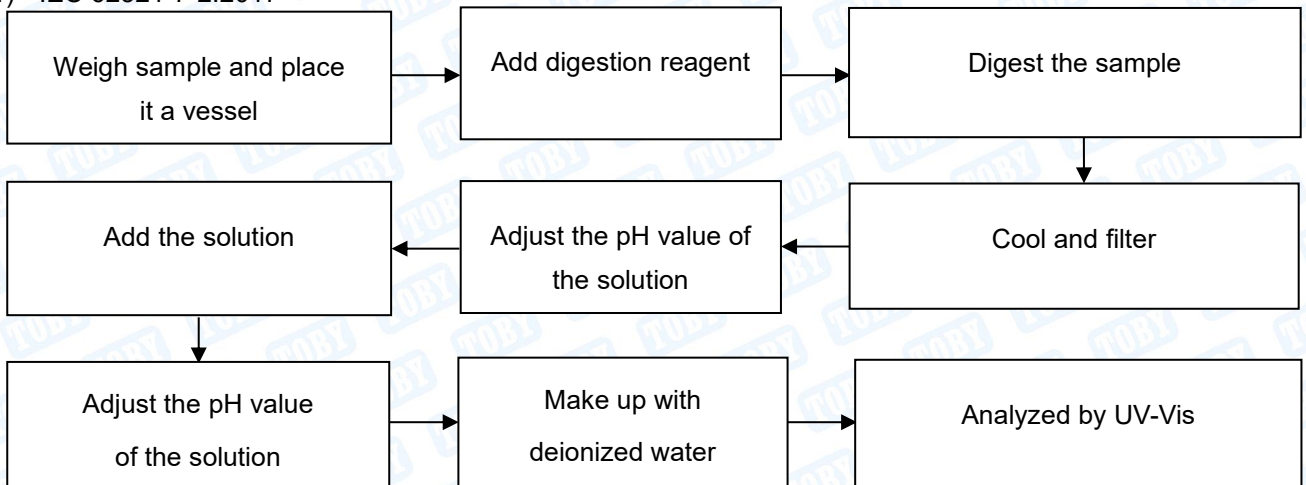 Weigh sample and place
it a vessel
Add digestion reagent
Digest the sample
Cool and filter
Adjust the pH value of
the solution
Add the solution
Adjust the pH value
of the solution
Make up with
deionized water
Analyzed by UV-Vis